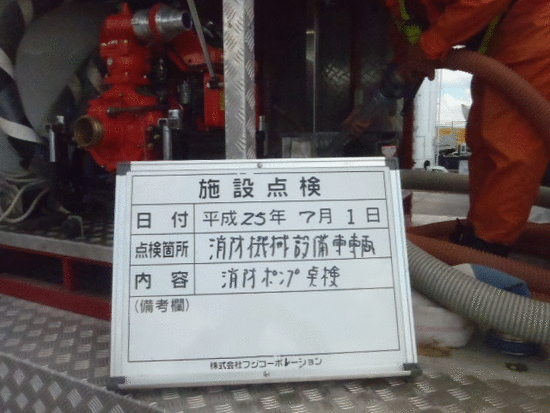 施設点検
日付 平成25年 7月1日
点検箇所 消防機械設備車輌
内容 消防ポンプ点検
(備考欄)
株式会社フジコーポレーション